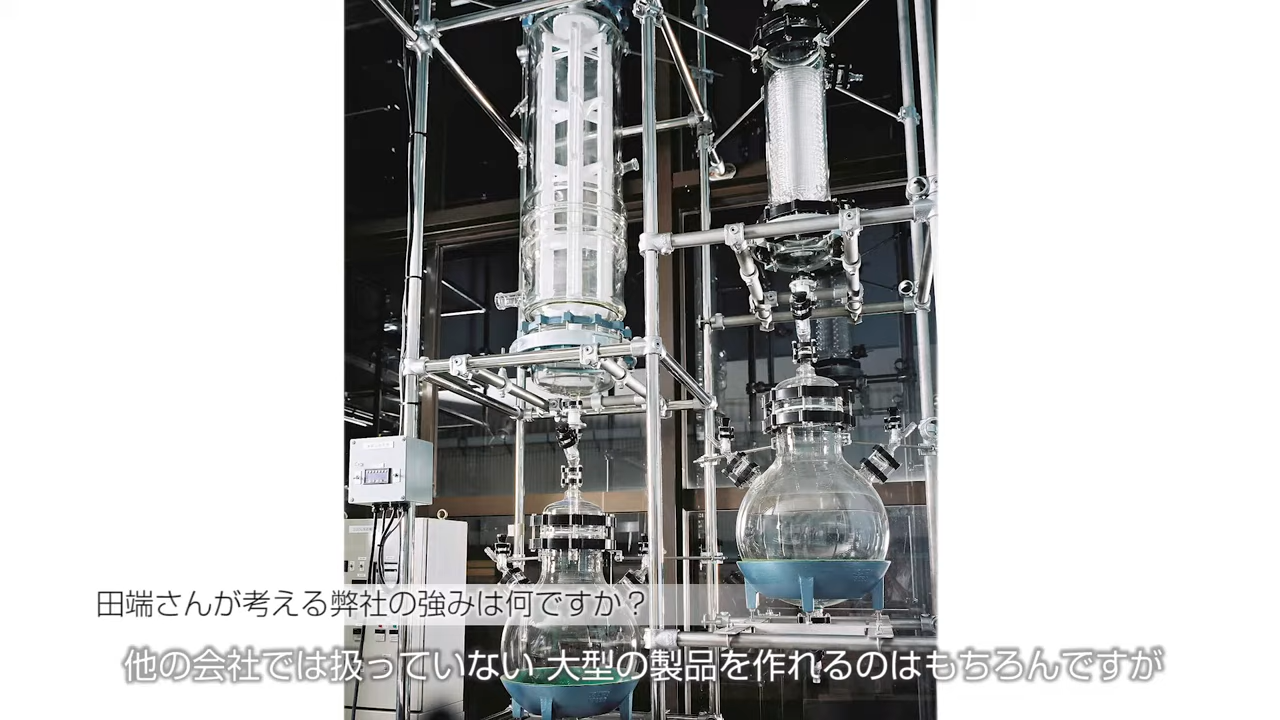 田端さんが考える弊社の強みは何ですか？
他の会社では扱っていない 大型の製品を作れるのはもちろんですが